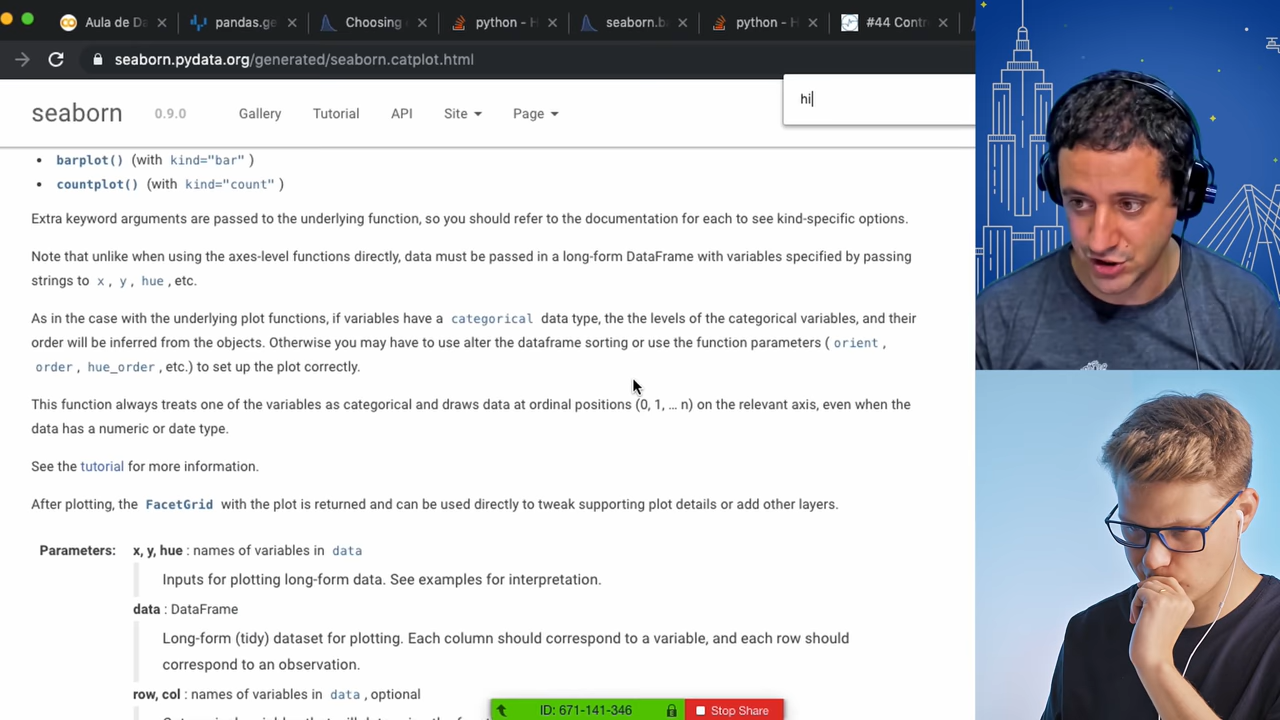 Aula de Da
pandas.ge
Choosing
python - H
seaborn.ba
python - H
#44 Contr
seaborn.pydata.org/generated/seaborn.catplot.html
hi
seaborn 0.9.0 Gallery Tutorial API Site Page
barplot() (with kind="bar" )
countplot() (with kind="count" )
Extra keyword arguments are passed to the underlying function, so you should refer to the documentation for each to see kind-specific options.
Note that unlike when using the axes-level functions directly, data must be passed in a long-form DataFrame with variables specified by passing
strings to x , y , hue , etc.
As in the case with the underlying plot functions, if variables have a categorical data type, the the levels of the categorical variables, and their
order will be inferred from the objects. Otherwise you may have to use alter the dataframe sorting or use the function parameters ( orient ,
order , hue_order , etc.) to set up the plot correctly.
This function always treats one of the variables as categorical and draws data at ordinal positions (0, 1, … n) on the relevant axis, even when the
data has a numeric or date type.
See the tutorial for more information.
After plotting, the FacetGrid with the plot is returned and can be used directly to tweak supporting plot details or add other layers.
Parameters: x, y, hue : names of variables in data
Inputs for plotting long-form data. See examples for interpretation.
data : DataFrame
Long-form (tidy) dataset for plotting. Each column should correspond to a variable, and each row should
correspond to an observation.
row, col : names of variables in data , optional
ID: 671-141-346 Stop Share